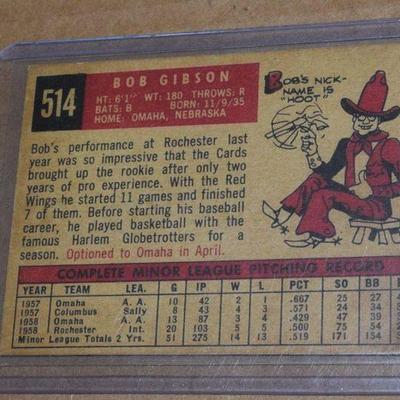 514
BOB GIBSON
HT: 6'1" WT: 180 THROWS: R
BATS: B BORN: 11/9/35
HOME: OMAHA, NEBRASKA
BOB'S NICK-
NAME IS
"HOOT"
Bob's performance at Rochester last
year was so impressive that the Cards
brought up the rookie after only two
years of pro experience. With the Red
Wings he started 11 games and finished
7 of them. Before starting his baseball
career, he played basketball with the
famous Harlem Globetrotters for a
season. Optioned to Omaha in April.
COMPLETE MINOR LEAGUE PITCHING RECORD
YEAR TEAM LEA. G IP W L PCT SO BB
1957 Omaha A. A. 10 42 2 1 .667 25 27
1957 Columbus Sally 8 43 4 3 .571 24 34
1958 Omaha A. A. 13 87 3 4 .429 47 39
1958 Rochester Int. 20 103 5 5 .500 75 54
Minor League Totals 2 Yrs. 51 275 14 13 .519 171 154